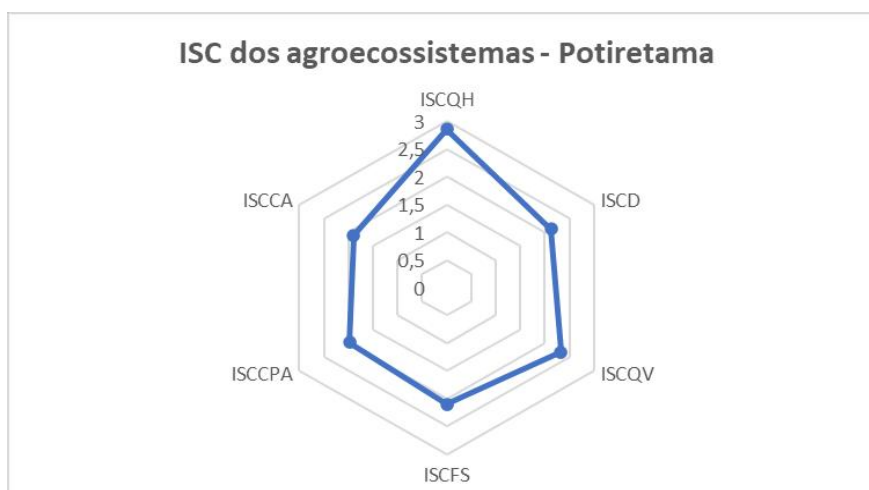 ISC dos agroecossistemas - Potiretama
ISCQH
3
2,5
2
1,5
1
0,5
0
ISCD
ISCQV
ISCFS
ISCCPA
ISCCA